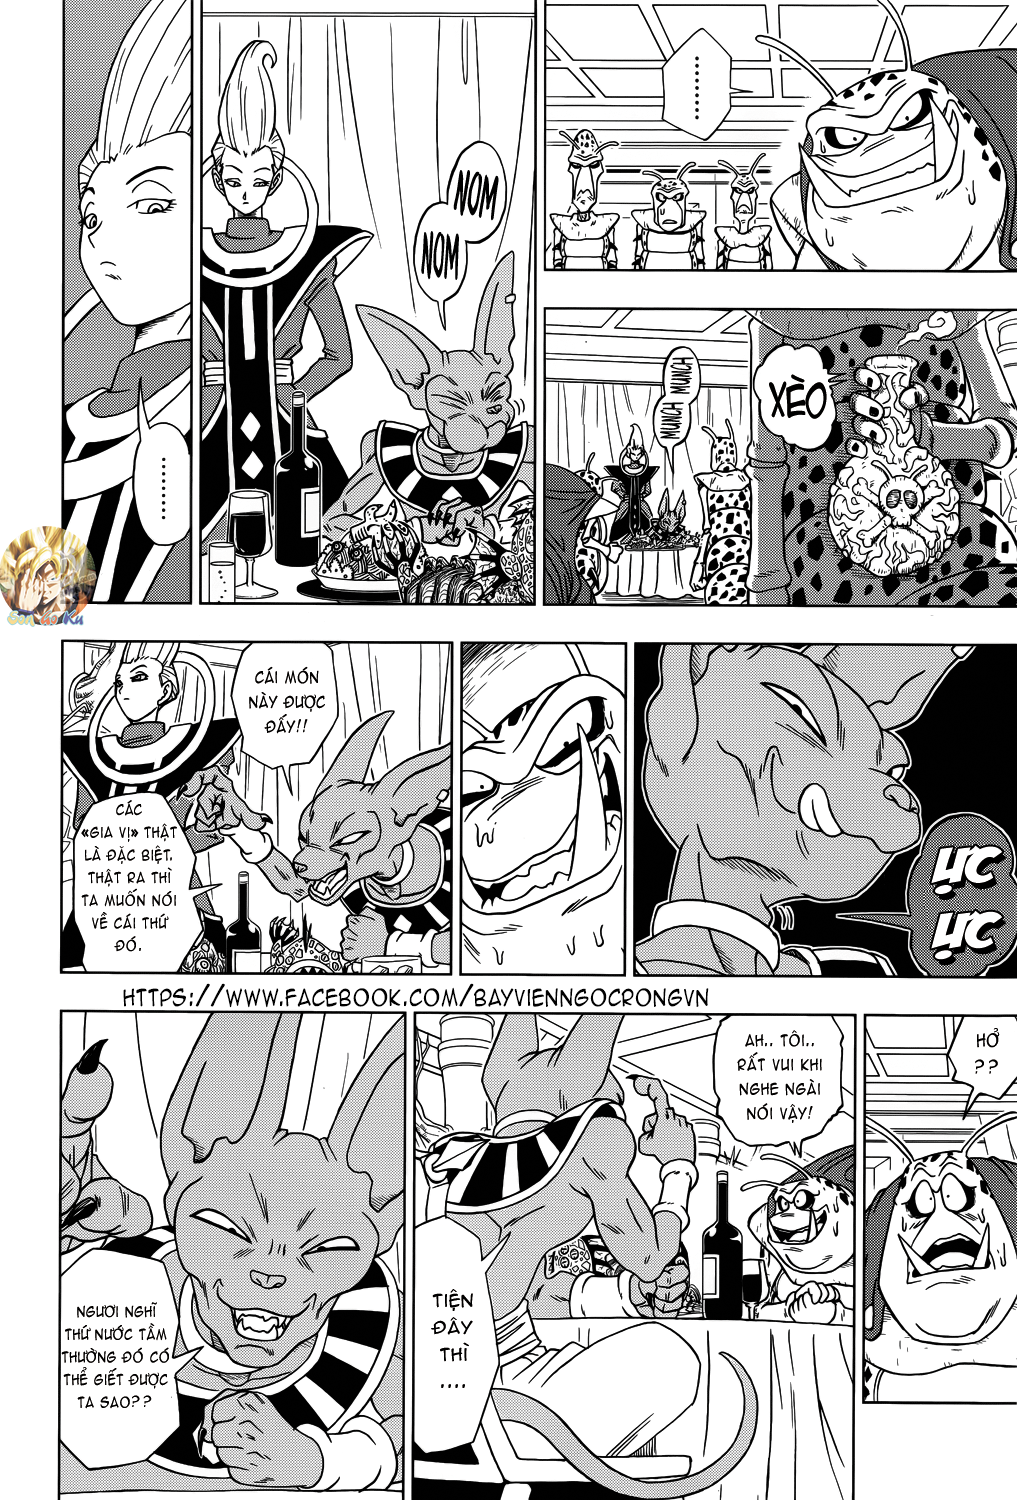 ........
XÈO
MUNCH MUNCH
NOM
NOM
........
ỰC
ỰC
CÁI MÓN
NÀY ĐƯỢC
ĐẤY!!
CÁC
«GIA VỊ» THẬT
LÀ ĐẶC BIỆT.
THẬT RA THÌ
TA MUỐN NÓI
VỀ CÁI THỨ
ĐÓ.
HTTPS://WWW.FACEBOOK.COM/BAYVIENNGOCRONGVN
HỞ
??
AH.. TÔI..
RẤT VUI KHI
NGHE NGÀI
NÓI VẬY!
TIỆN
ĐÂY THÌ
....
NGƯƠI NGHĨ
THỨ NƯỚC TẦM
THƯỜNG ĐÓ CÓ
THỂ GIẾT ĐƯỢC
TA SAO??